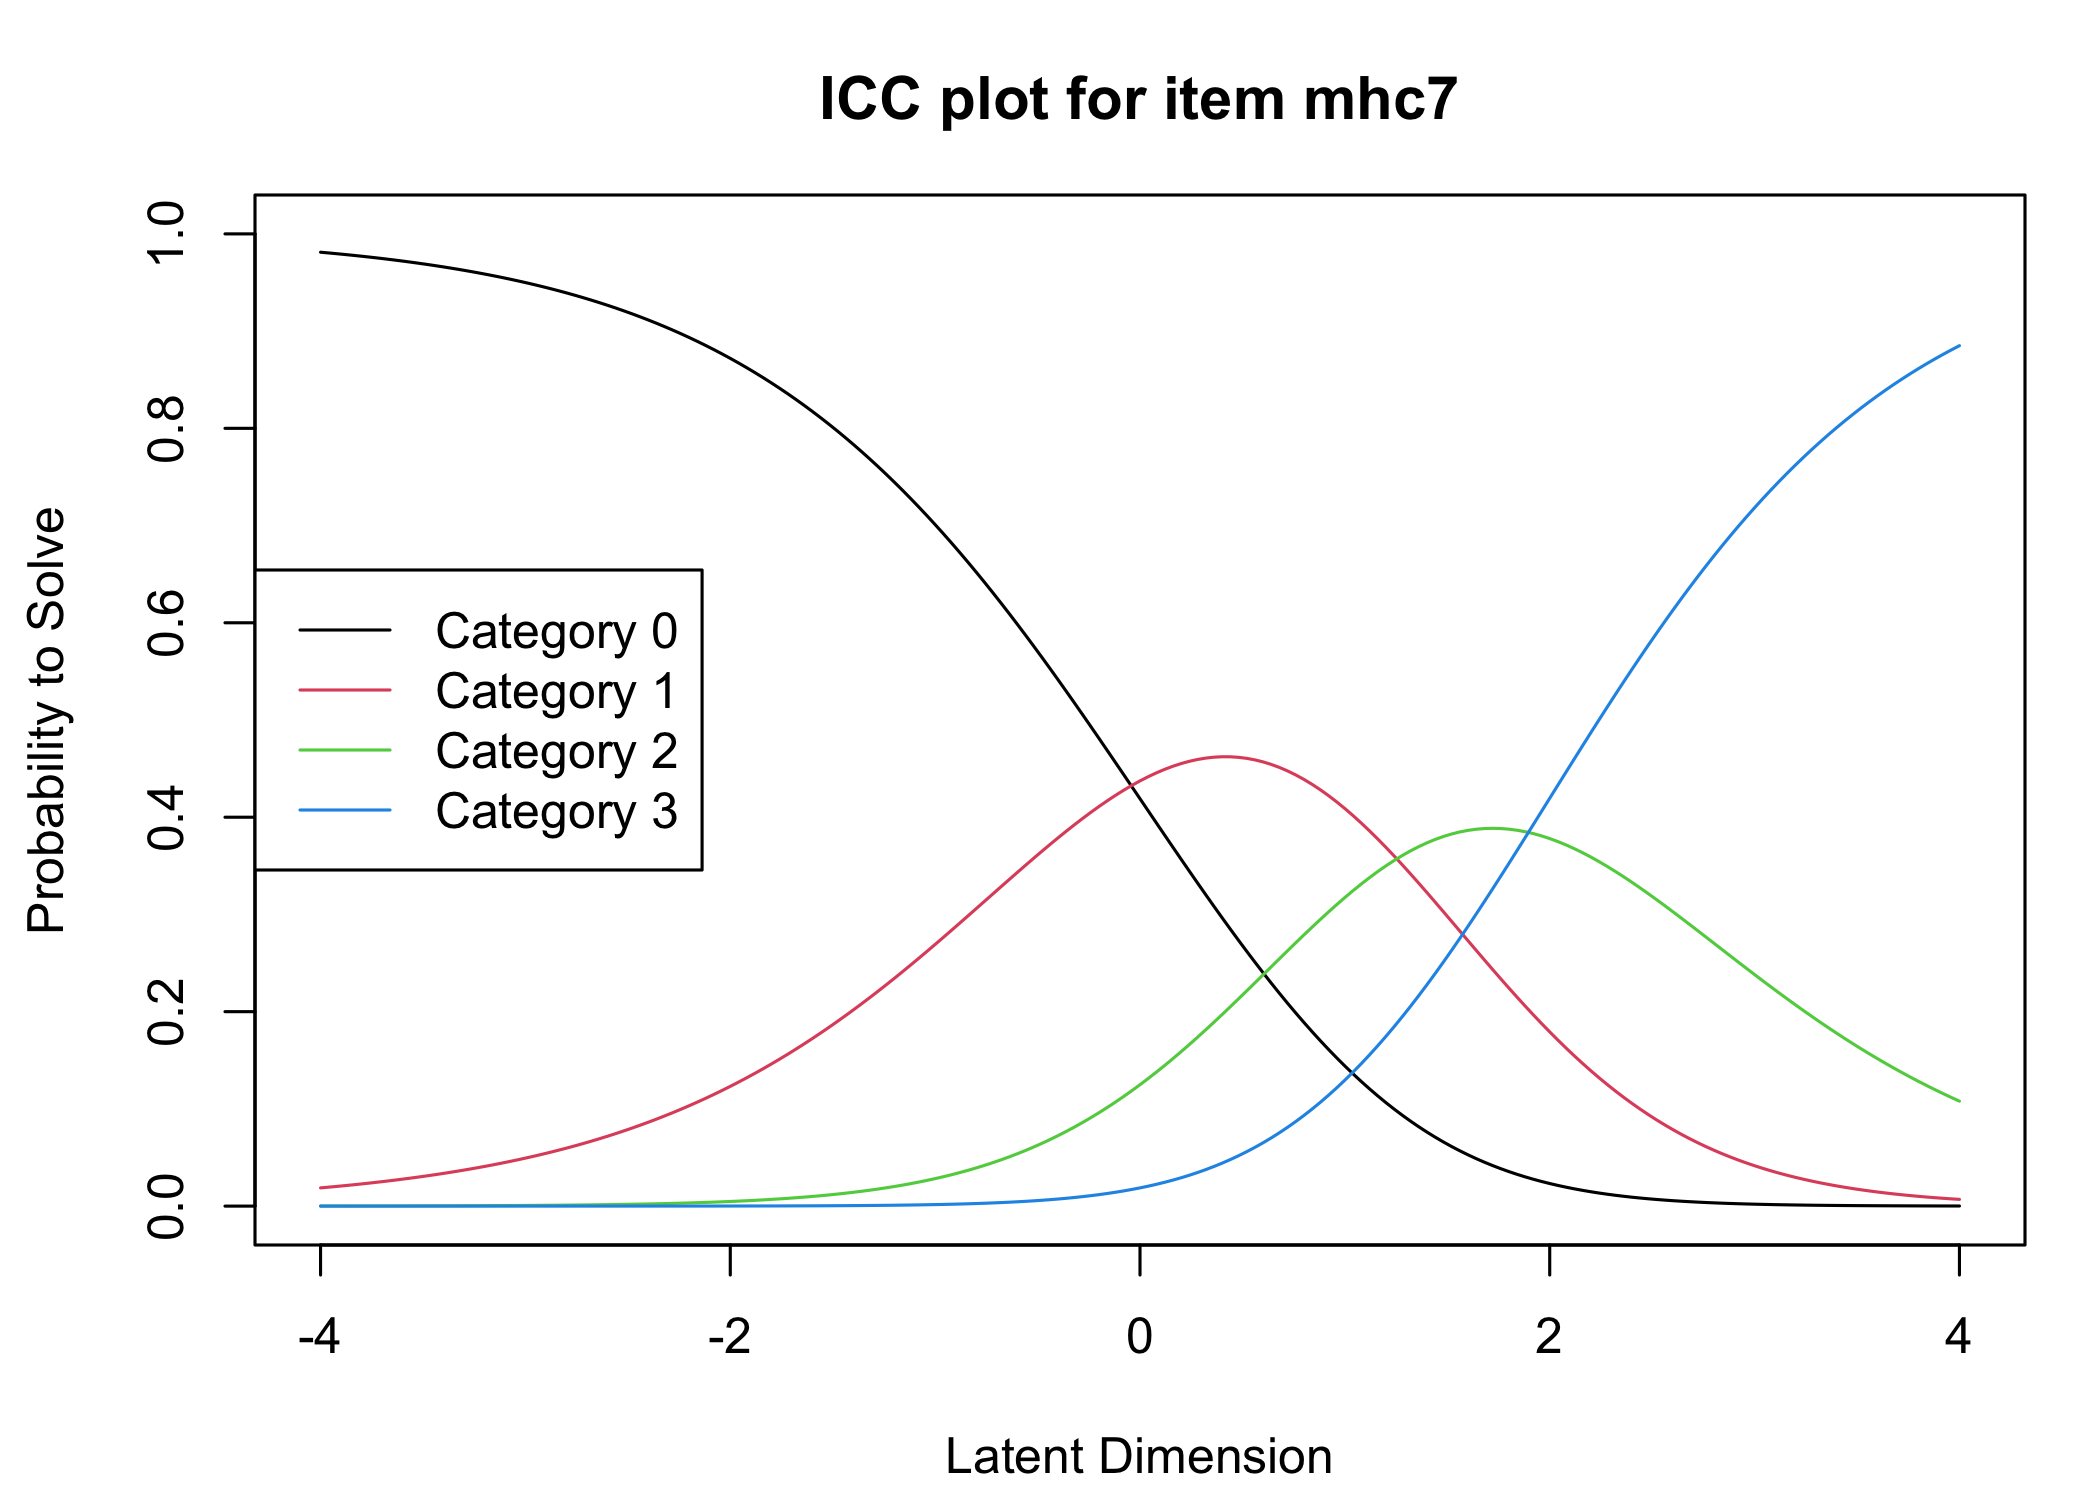 ICC plot for item mhc7
Probability to Solve
1.0
0.8
0.6
0.4
0.2
0.0
Category 0
Category 1
Category 2
Category 3
-4 -2 0 2 4
Latent Dimension